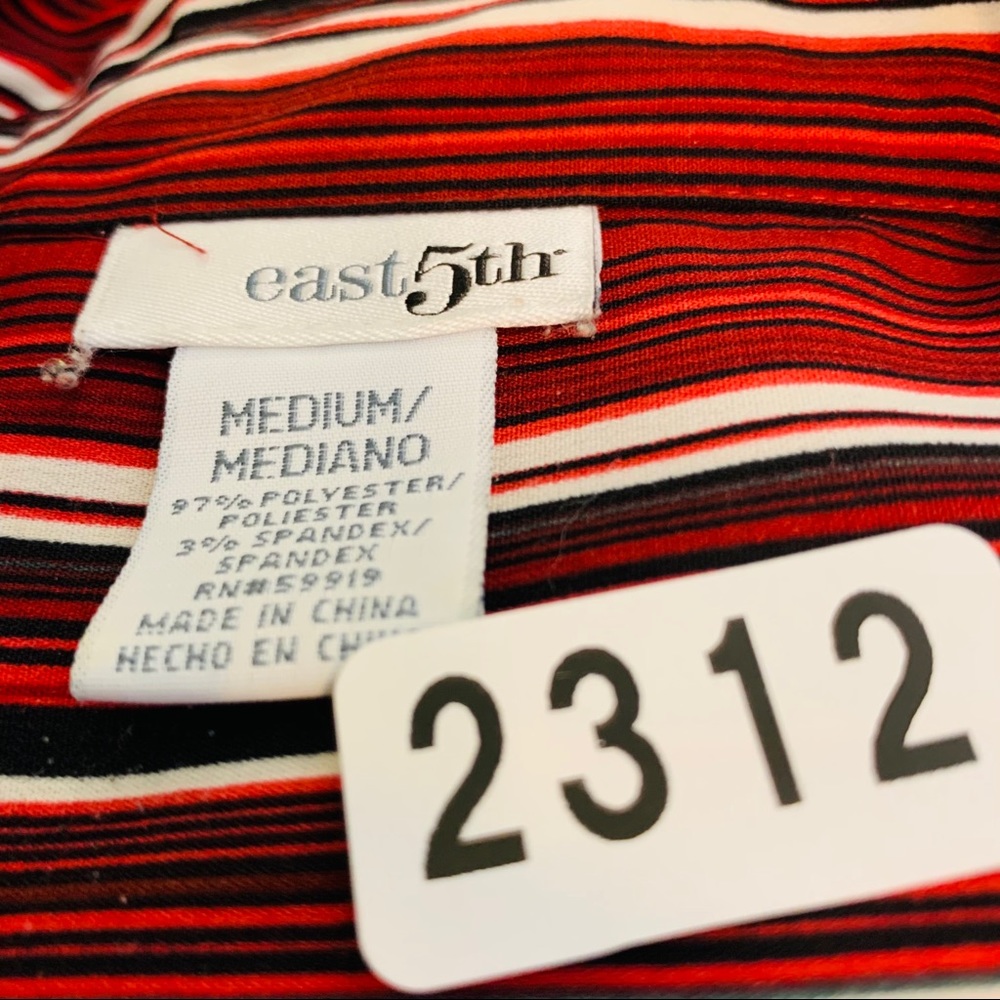 east5th
MEDIUM/
MEDIANO
97% POLYESTER/
POLIESTER
3% SPANDEX/
SPANDEX
RN#59919
MADE IN CHINA
HECHO EN
2312